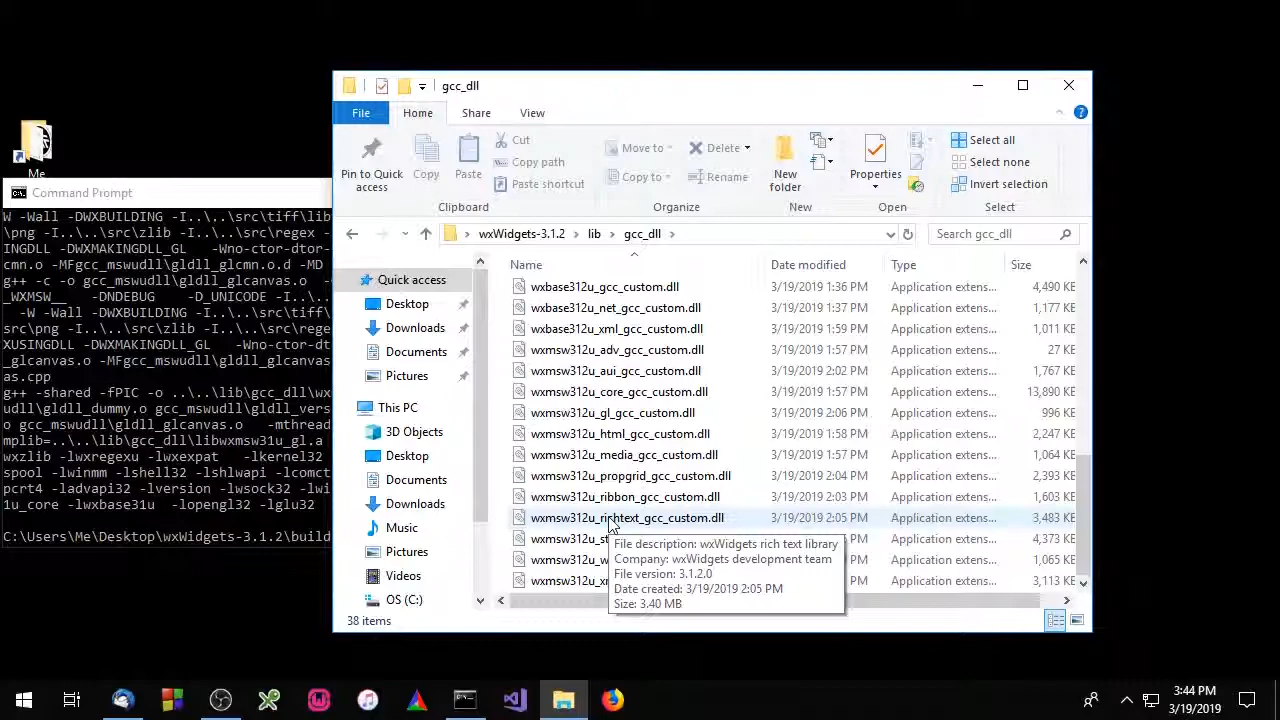 Me
Command Prompt
W -Wall -DWXBUILDING -I..\..\src\tiff\lib
\png -I..\..\src\zlib -I..\..\src\regex -
INGDLL -DWXMAKINGDLL_GL   -Wno-ctor-dtor-
cmn.o -MFgcc_mswudll\gldll_glcmn.o.d -MD
g++ -c -o gcc_mswudll\gldll_glcanvas.o  -
_WXMSW__    -DNDEBUG    -D_UNICODE -I..\..
-W -Wall -DWXBUILDING -I..\..\src\tiff
src\png -I..\..\src\zlib -I..\..\src\rege
XUSINGDLL -DWXMAKINGDLL_GL   -Wno-ctor-dt
_glcanvas.o -MFgcc_mswudll\gldll_glcanvas
as.cpp
g++ -shared -fPIC -o ..\..\lib\gcc_dll\wx
udll\gldll_dummy.o gcc_mswudll\gldll_vers
o gcc_mswudll\gldll_glcanvas.o   -mthread
mplib=..\..\lib\gcc_dll\libwxmsw31u_gl.a
wxzlib -lwxregexu -lwxexpat   -lkernel32
spool -lwinmm -lshell32 -lshlwapi -lcomct
pcrt4 -ladvapi32 -lversion -lwsock32 -lwi
1u_core -lwxbase31u  -lopengl32 -lglu32
C:\Users\Me\Desktop\wxWidgets-3.1.2\build
gcc_dll
File Home Share View
Pin to Quick access
Copy
Paste
Cut
Copy path
Paste shortcut
Clipboard
Move to
Copy to
Delete
Rename
Organize
New folder
New
Properties
Open
Select all
Select none
Invert selection
Select
wxWidgets-3.1.2 > lib > gcc_dll >
Search gcc_dll
Quick access
Desktop
Downloads
Documents
Pictures
This PC
3D Objects
Desktop
Documents
Downloads
Music
Pictures
Videos
OS (C:)
Name Date modified Type Size
wxbase312u_gcc_custom.dll 3/19/2019 1:36 PM Application extens... 4,490 KB
wxbase312u_net_gcc_custom.dll 3/19/2019 1:37 PM Application extens... 1,177 KB
wxbase312u_xml_gcc_custom.dll 3/19/2019 1:59 PM Application extens... 1,011 KB
wxmsw312u_adv_gcc_custom.dll 3/19/2019 1:57 PM Application extens... 27 KB
wxmsw312u_aui_gcc_custom.dll 3/19/2019 2:02 PM Application extens... 1,767 KB
wxmsw312u_core_gcc_custom.dll 3/19/2019 1:57 PM Application extens... 13,890 KB
wxmsw312u_gl_gcc_custom.dll 3/19/2019 2:06 PM Application extens... 996 KB
wxmsw312u_html_gcc_custom.dll 3/19/2019 1:58 PM Application extens... 2,247 KB
wxmsw312u_media_gcc_custom.dll 3/19/2019 1:57 PM Application extens... 1,064 KB
wxmsw312u_propgrid_gcc_custom.dll 3/19/2019 2:04 PM Application extens... 2,393 KB
wxmsw312u_ribbon_gcc_custom.dll 3/19/2019 2:03 PM Application extens... 1,603 KB
wxmsw312u_richtext_gcc_custom.dll 3/19/2019 2:05 PM Application extens... 3,483 KB
wxmsw312u_st Application extens... 4,373 KB
wxmsw312u_w Application extens... 1,065 KB
wxmsw312u_xr Application extens... 3,113 KB
File description: wxWidgets rich text library
Company: wxWidgets development team
File version: 3.1.2.0
Date created: 3/19/2019 2:05 PM
Size: 3.40 MB
38 items
3:44 PM
3/19/2019